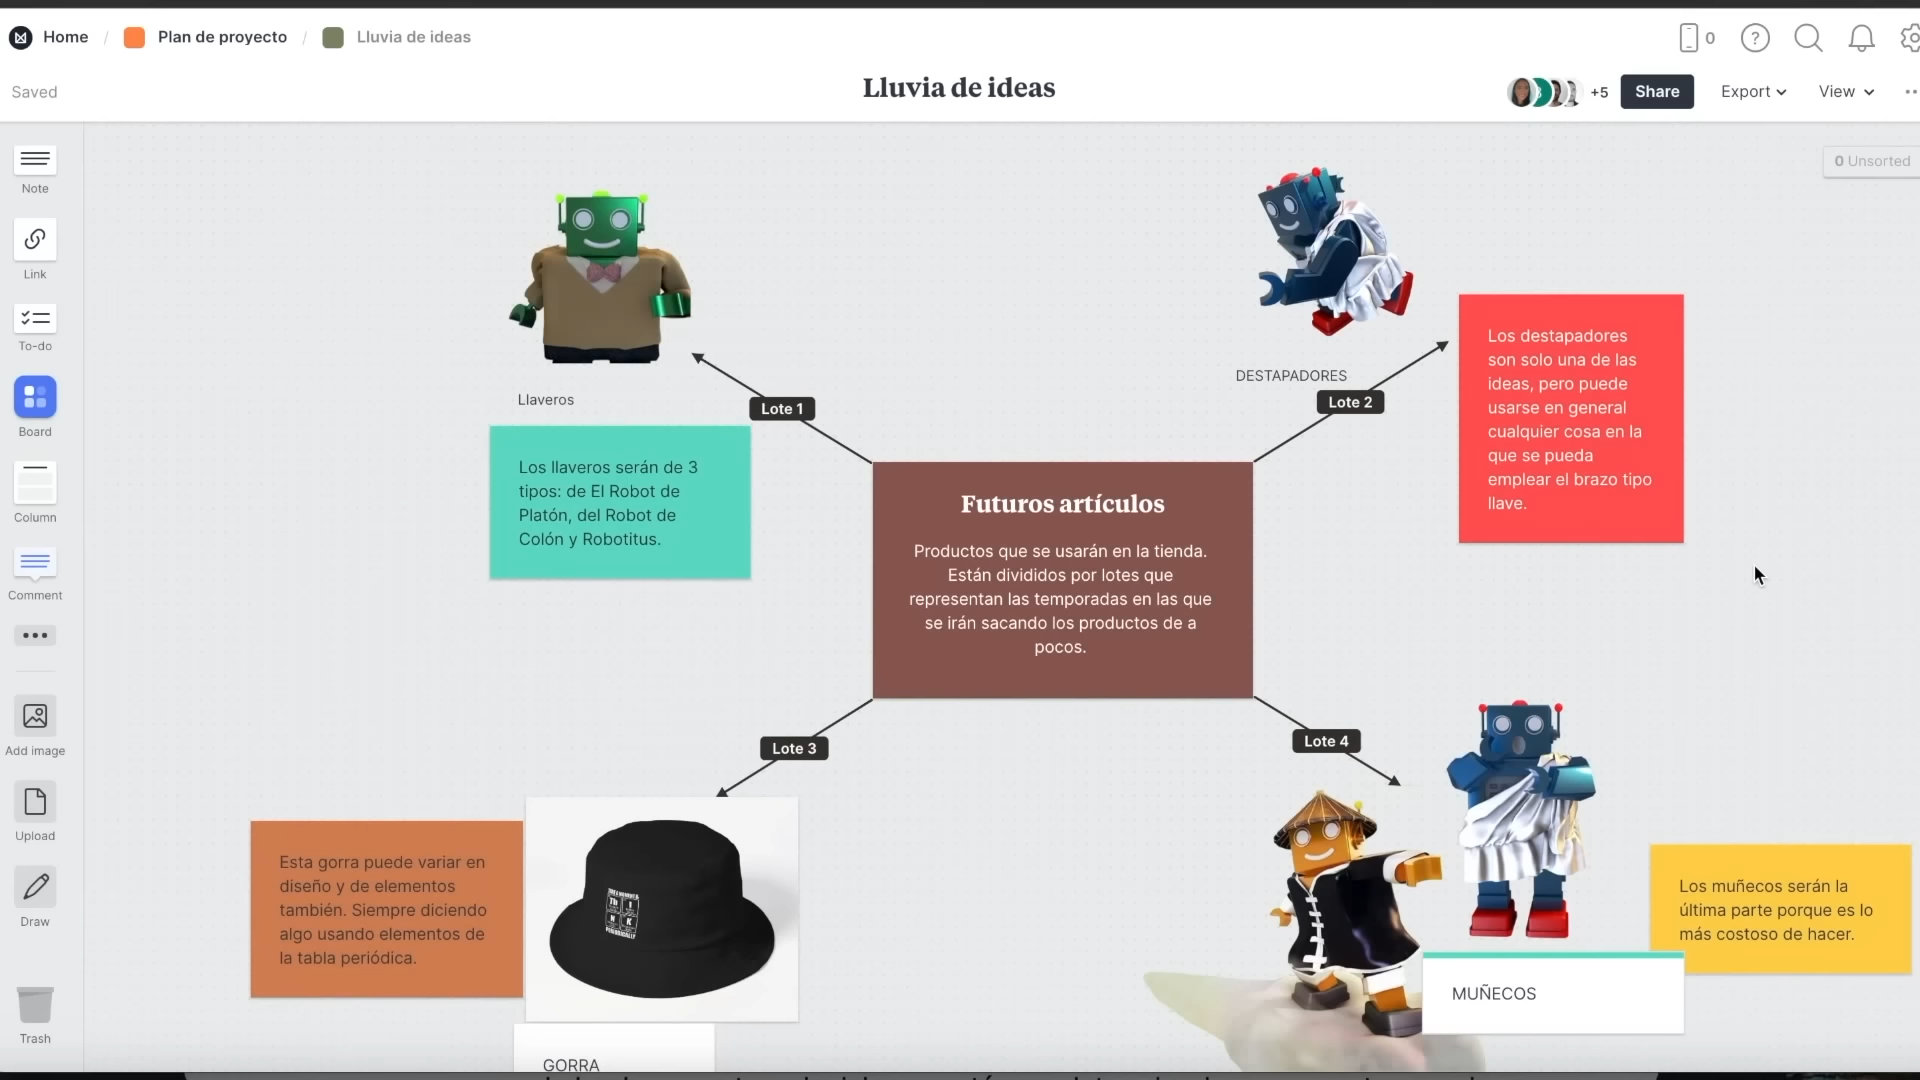 Home / Plan de proyecto / Lluvia de ideas
0
Saved
Lluvia de ideas
+5
Share
Export
View
0 Unsorted
Note
Link
To-do
Board
Column
Comment
Add image
Upload
Draw
Trash
Llaveros
Lote 1
Los llaveros serán de 3
tipos: de El Robot de
Platón, del Robot de
Colón y Robotitus.
DESTAPADORES
Lote 2
Los destapadores
son solo una de las
ideas, pero puede
usarse en general
cualquier cosa en la
que se pueda
emplear el brazo tipo
llave.
Futuros artículos
Productos que se usarán en la tienda.
Están divididos por lotes que
representan las temporadas en las que
se irán sacando los productos de a
pocos.
Lote 3
Lote 4
Esta gorra puede variar en
diseño y de elementos
también. Siempre diciendo
algo usando elementos de
la tabla periódica.
Th I
N K
PERIODICALLY
GORRA
Los muñecos serán la
última parte porque es lo
más costoso de hacer.
MUÑECOS